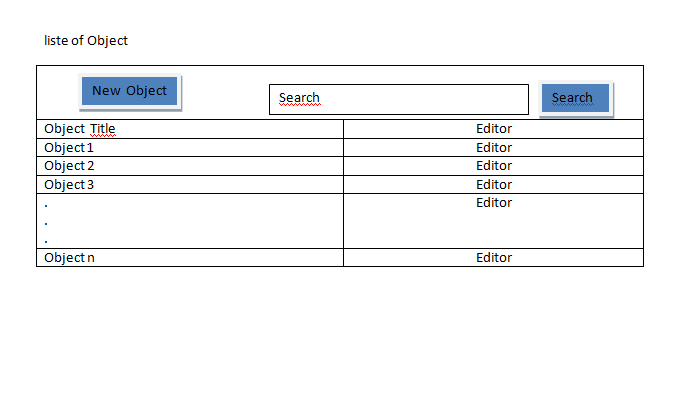 liste of Object
New Object
Search
Search
Object Title Editor
Object 1 Editor
Object 2 Editor
Object 3 Editor
. Editor
.
.
Object n Editor